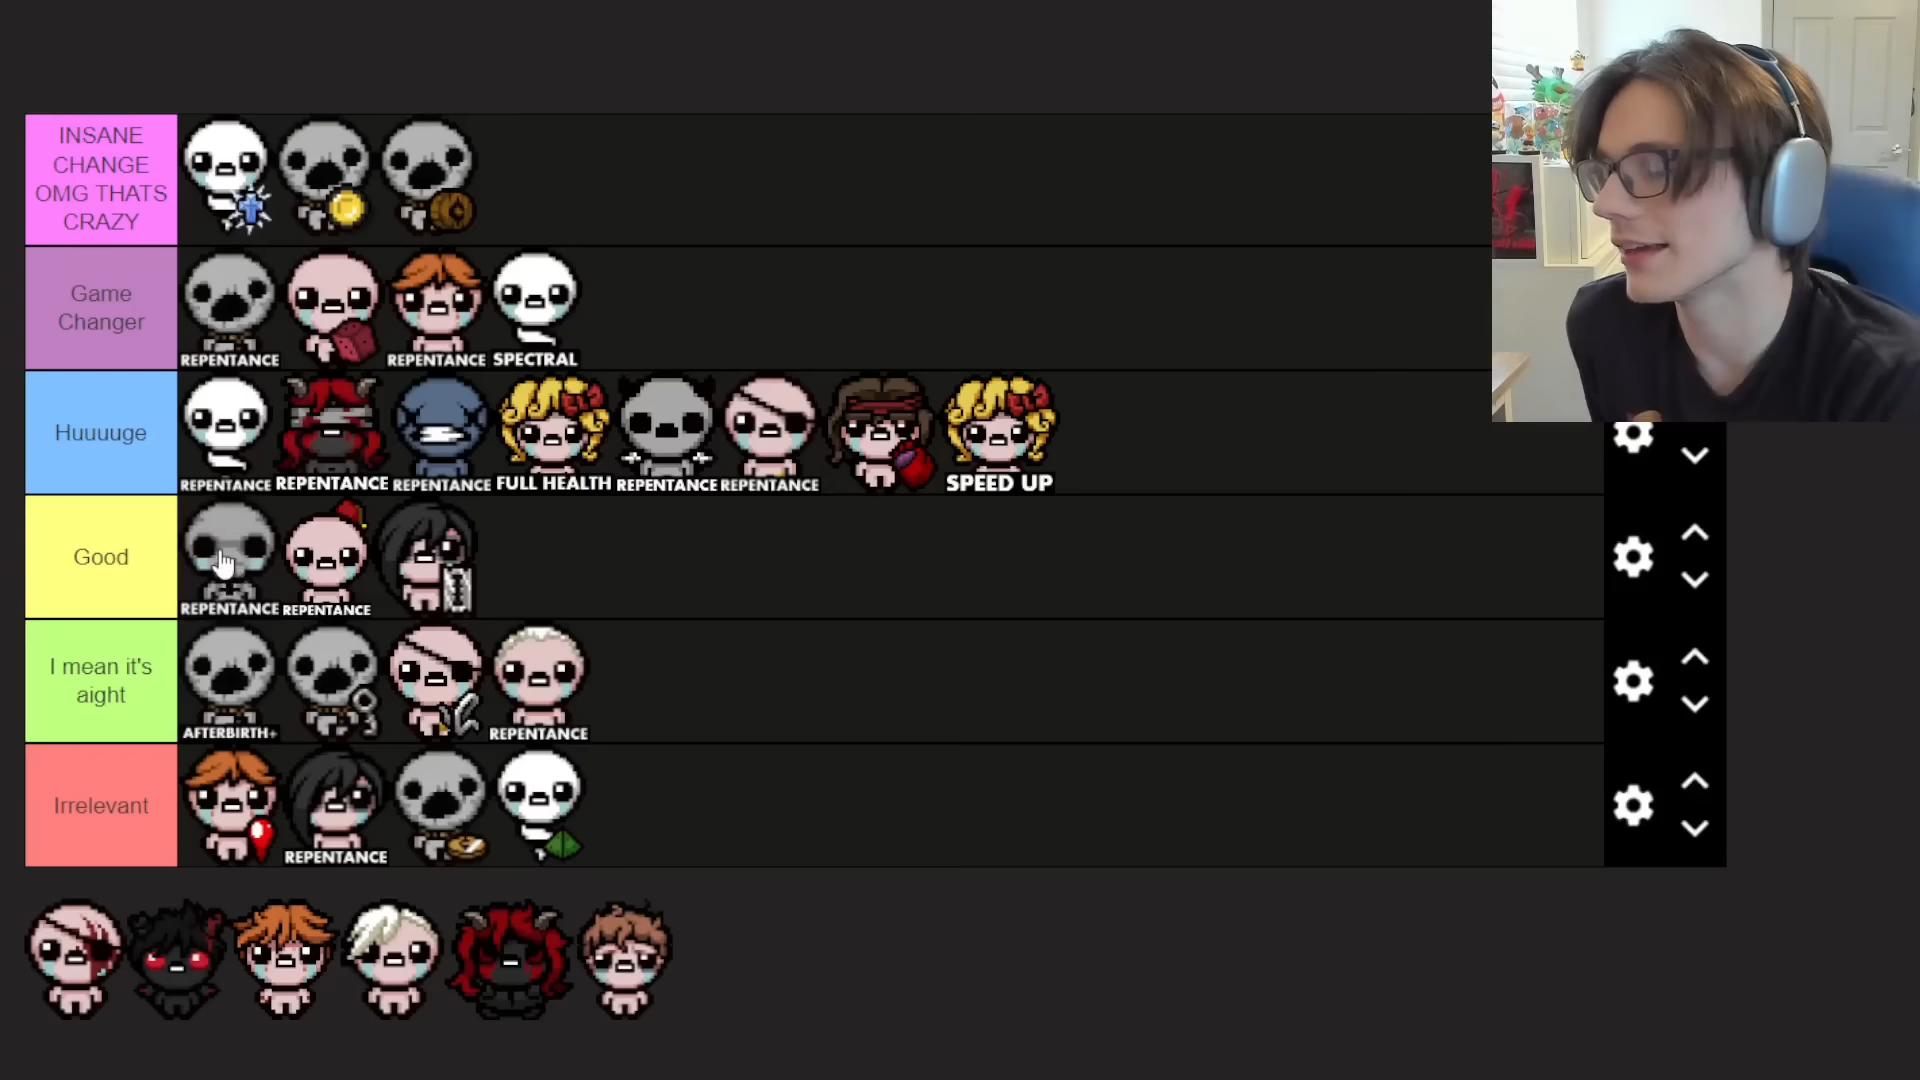 INSANE
CHANGE
OMG THATS
CRAZY
Game
Changer
REPENTANCE
REPENTANCE
SPECTRAL
Huuuuge
REPENTANCE
REPENTANCE
REPENTANCE
FULL HEALTH
REPENTANCE
REPENTANCE
SPEED UP
Good
REPENTANCE
REPENTANCE
I mean it's
aight
AFTERBIRTH+
REPENTANCE
Irrelevant
REPENTANCE